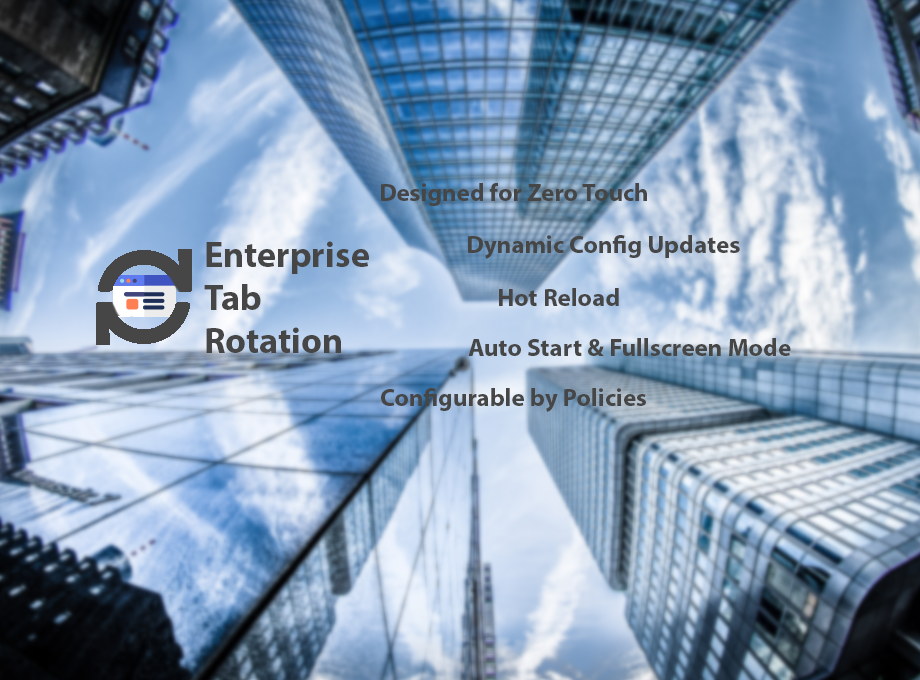 Enterprise
Tab
Rotation
Designed for Zero Touch
Dynamic Config Updates
Hot Reload
Auto Start & Fullscreen Mode
Configurable by Policies